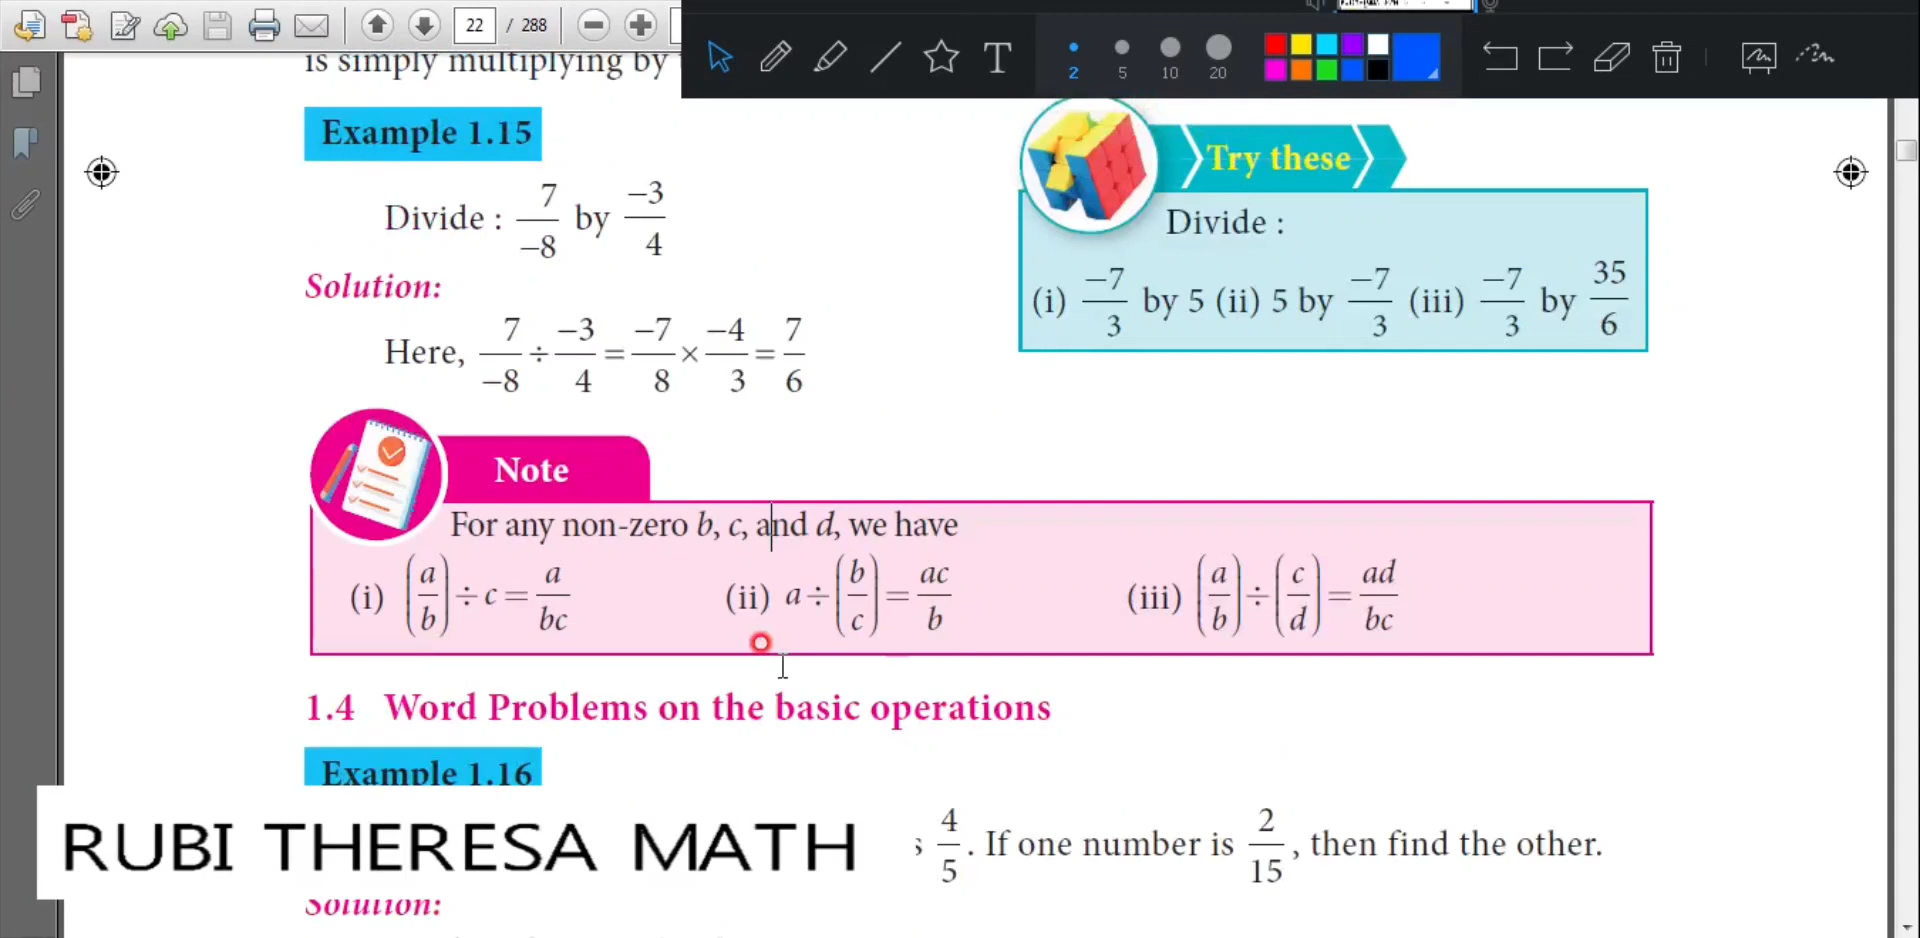 22 / 288
2 5 10 20
is simply multiplying by
Example 1.15
Divide : 7/−8 by −3/4
Solution:
Here, 7/−8 ÷ −3/4 = −7/8 × −4/3 = 7/6
Try these
Divide :
(i) −7/3 by 5 (ii) 5 by −7/3 (iii) −7/3 by 35/6
Note
For any non-zero b, c, and d, we have
(i) (a/b) ÷ c = a/bc (ii) a ÷ (b/c) = ac/b (iii) (a/b) ÷ (c/d) = ad/bc
1.4 Word Problems on the basic operations
Example 1.16
4/5 . If one number is 2/15 , then find the other.
RUBI THERESA MATH
Solution: